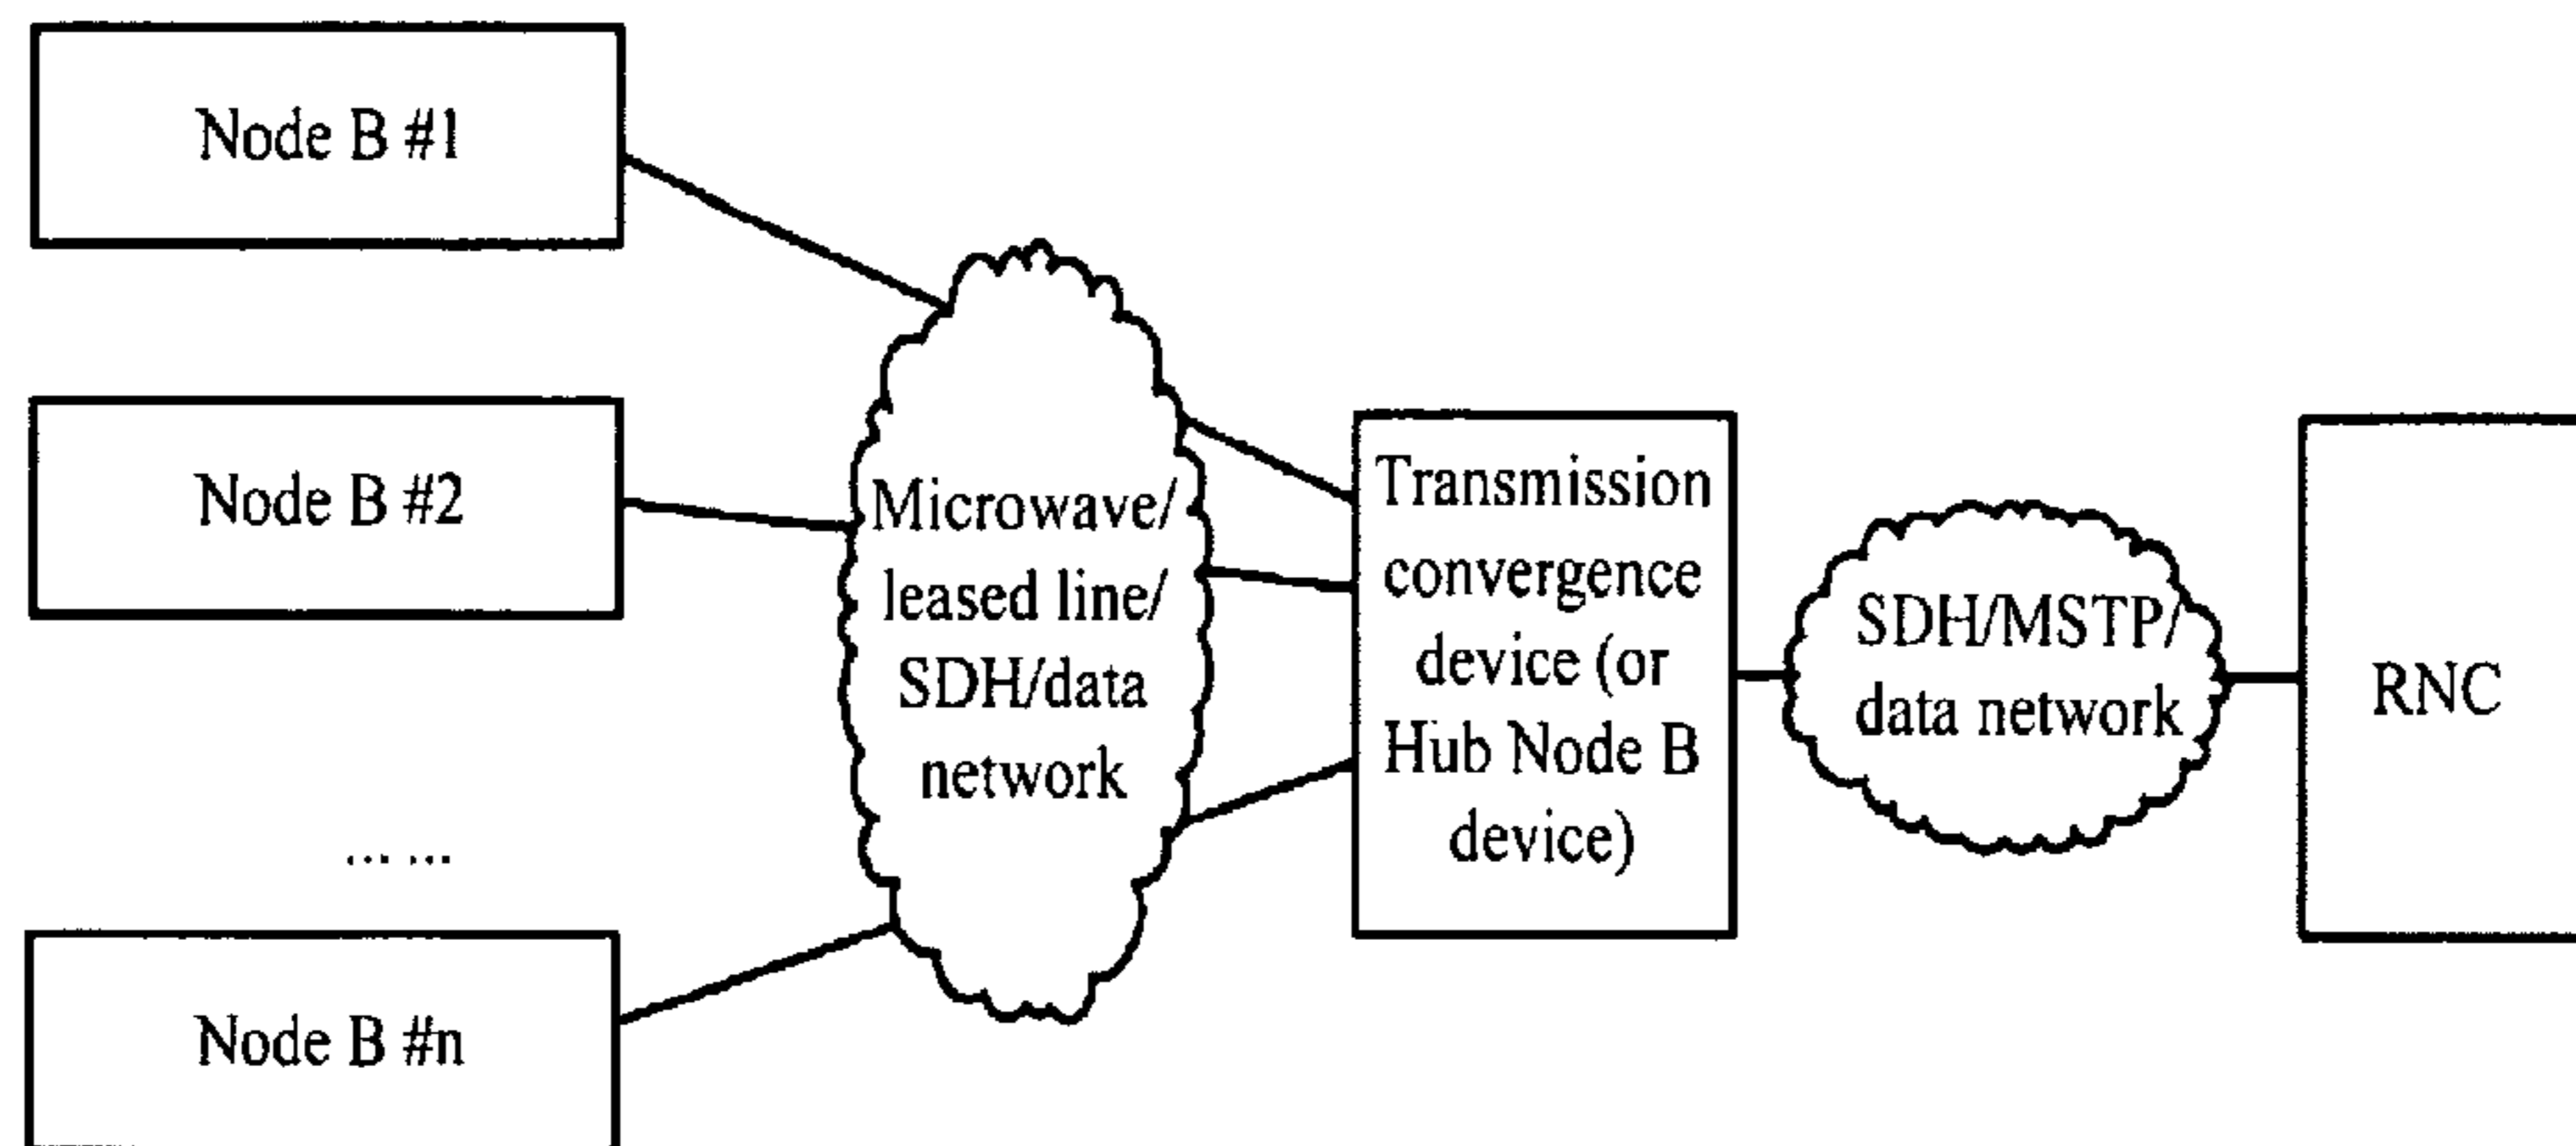 Node B #1
Node B #2
... ...
Node B #n
Microwave/
leased line/
SDH/data
network
Transmission
convergence
device (or
Hub Node B
device)
SDH/MSTP/
data network
RNC